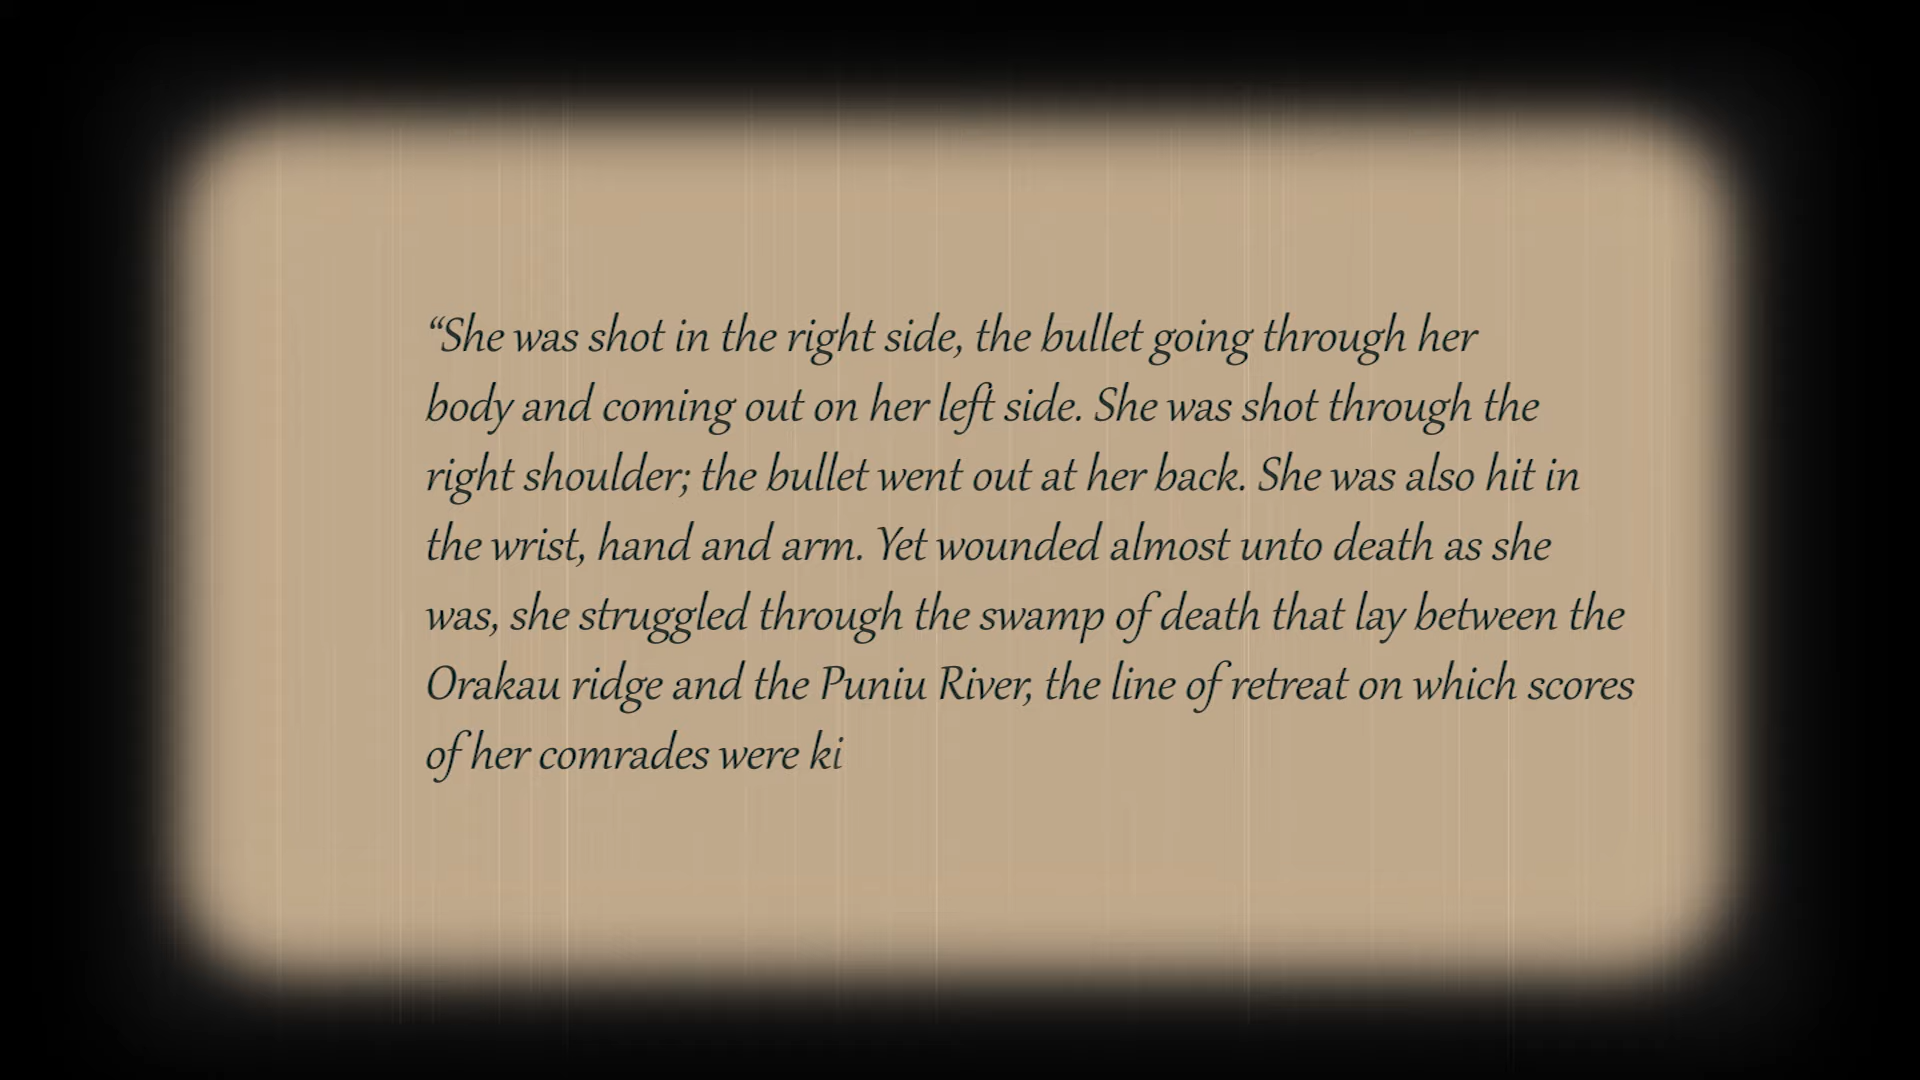 “She was shot in the right side, the bullet going through her
body and coming out on her left side. She was shot through the
right shoulder; the bullet went out at her back. She was also hit in
the wrist, hand and arm. Yet wounded almost unto death as she
was, she struggled through the swamp of death that lay between the
Orakau ridge and the Puniu River, the line of retreat on which scores
of her comrades were ki